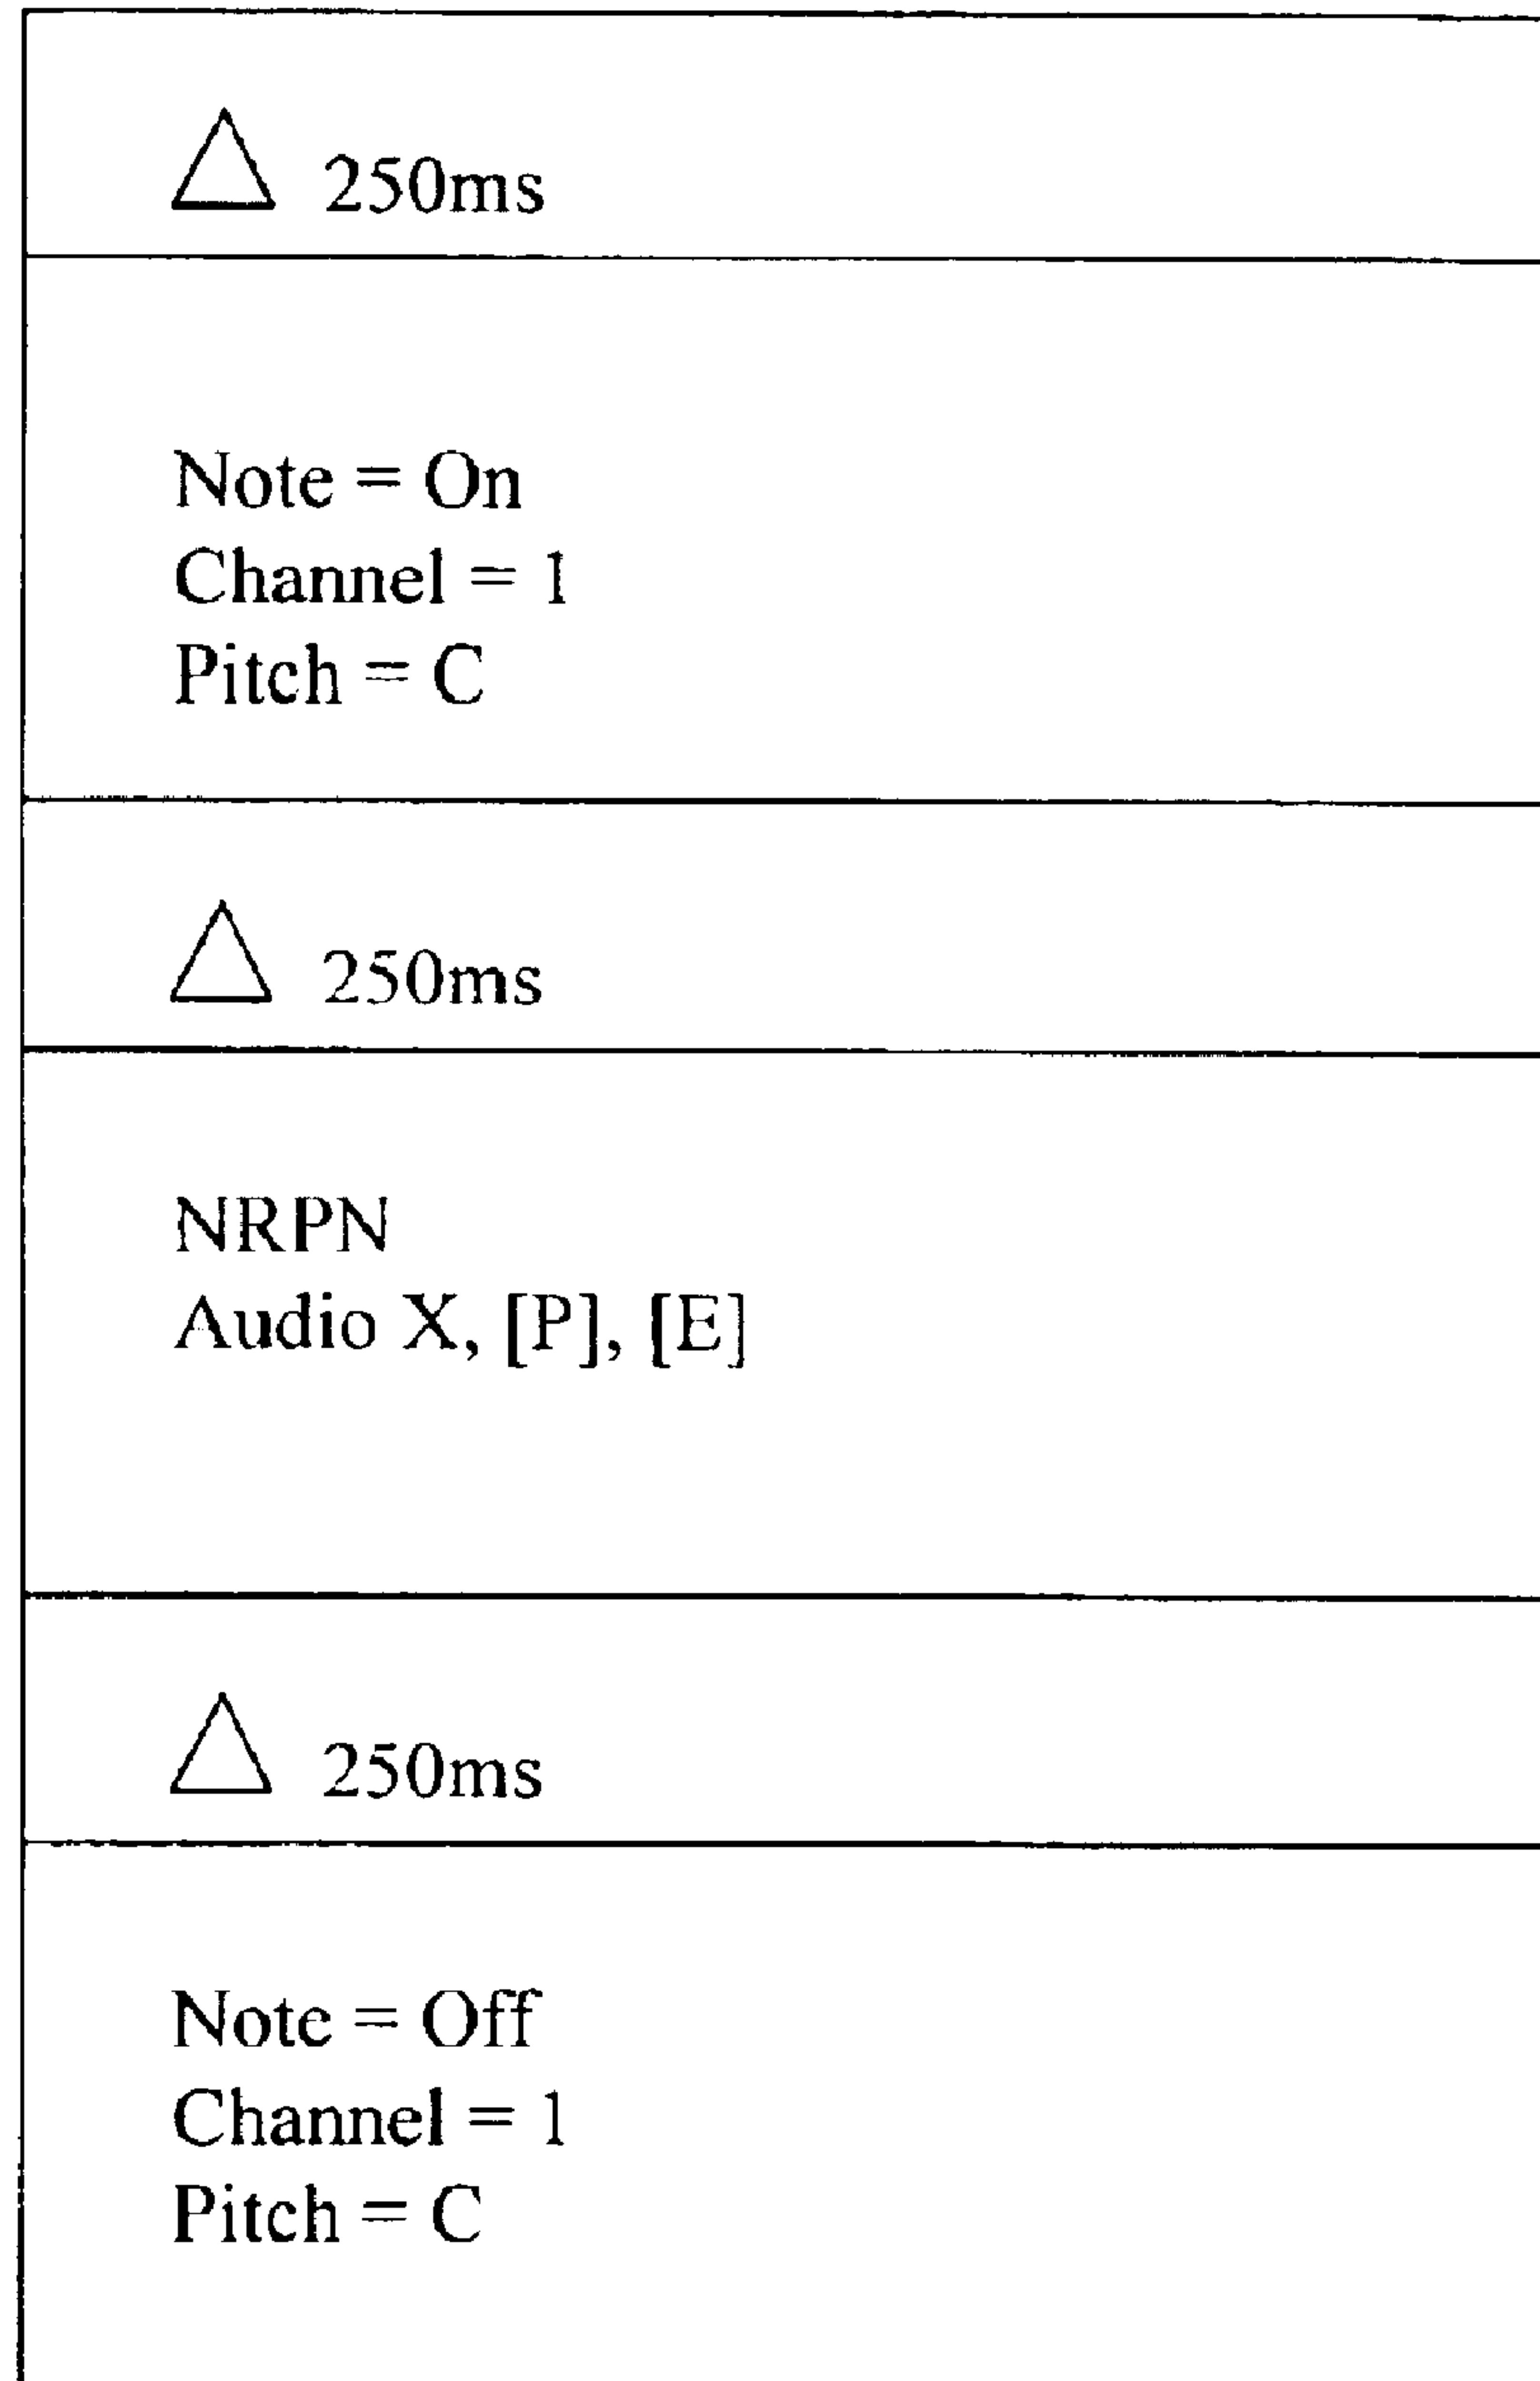 △ 250ms
Note = On
Channel = 1
Pitch = C
△ 250ms
NRPN
Audio X, [P], [E]
△ 250ms
Note = Off
Channel = 1
Pitch = C